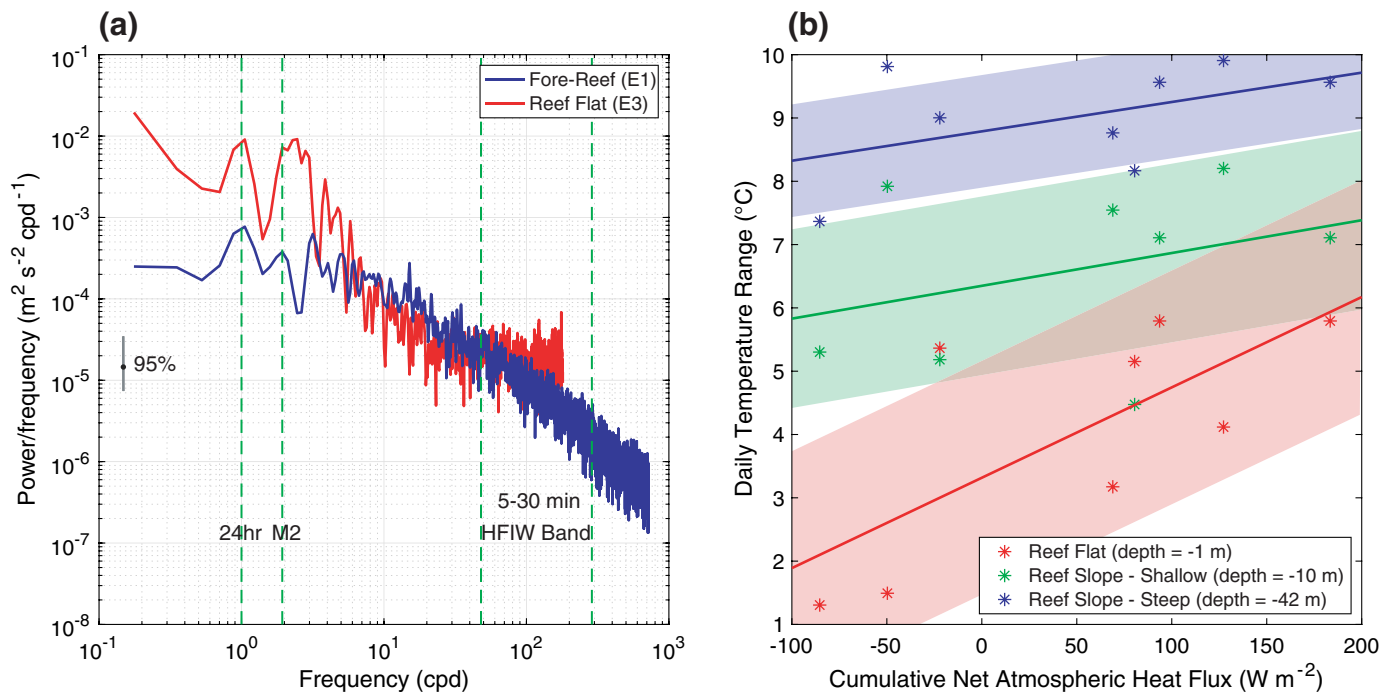 (a)
Power/frequency (m² s⁻² cpd⁻¹)
10⁻¹
10⁻²
10⁻³
10⁻⁴
10⁻⁵
10⁻⁶
10⁻⁷
10⁻⁸
Fore-Reef (E1)
Reef Flat (E3)
95%
5-30 min
24hr M2 HFIW Band
10⁻¹ 10⁰ 10¹ 10² 10³
Frequency (cpd)
(b)
Daily Temperature Range (°C)
10
9
8
7
6
5
4
3
2
1
Reef Flat (depth = -1 m)
Reef Slope - Shallow (depth = -10 m)
Reef Slope - Steep (depth = -42 m)
-100 -50 0 50 100 150 200
Cumulative Net Atmospheric Heat Flux (W m⁻²)